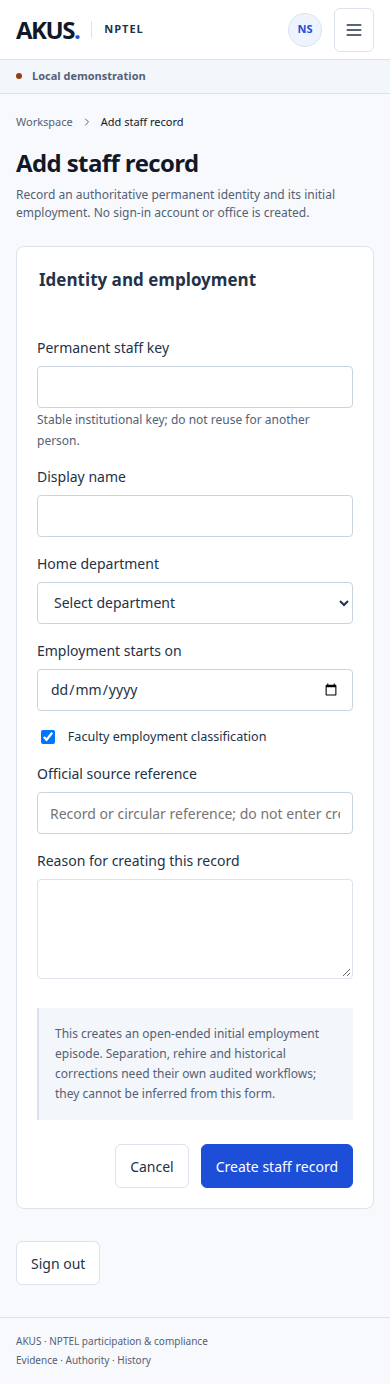 AKUS. NPTEL NS
Local demonstration
Workspace Add staff record
Add staff record
Record an authoritative permanent identity and its initial
employment. No sign-in account or office is created.
Identity and employment
Permanent staff key
Stable institutional key; do not reuse for another
person.
Display name
Home department
Select department
Employment starts on
dd/mm/yyyy
Faculty employment classification
Official source reference
Record or circular reference; do not enter cre
Reason for creating this record
This creates an open-ended initial employment
episode. Separation, rehire and historical
corrections need their own audited workflows;
they cannot be inferred from this form.
Cancel Create staff record
Sign out
AKUS · NPTEL participation & compliance
Evidence · Authority · History